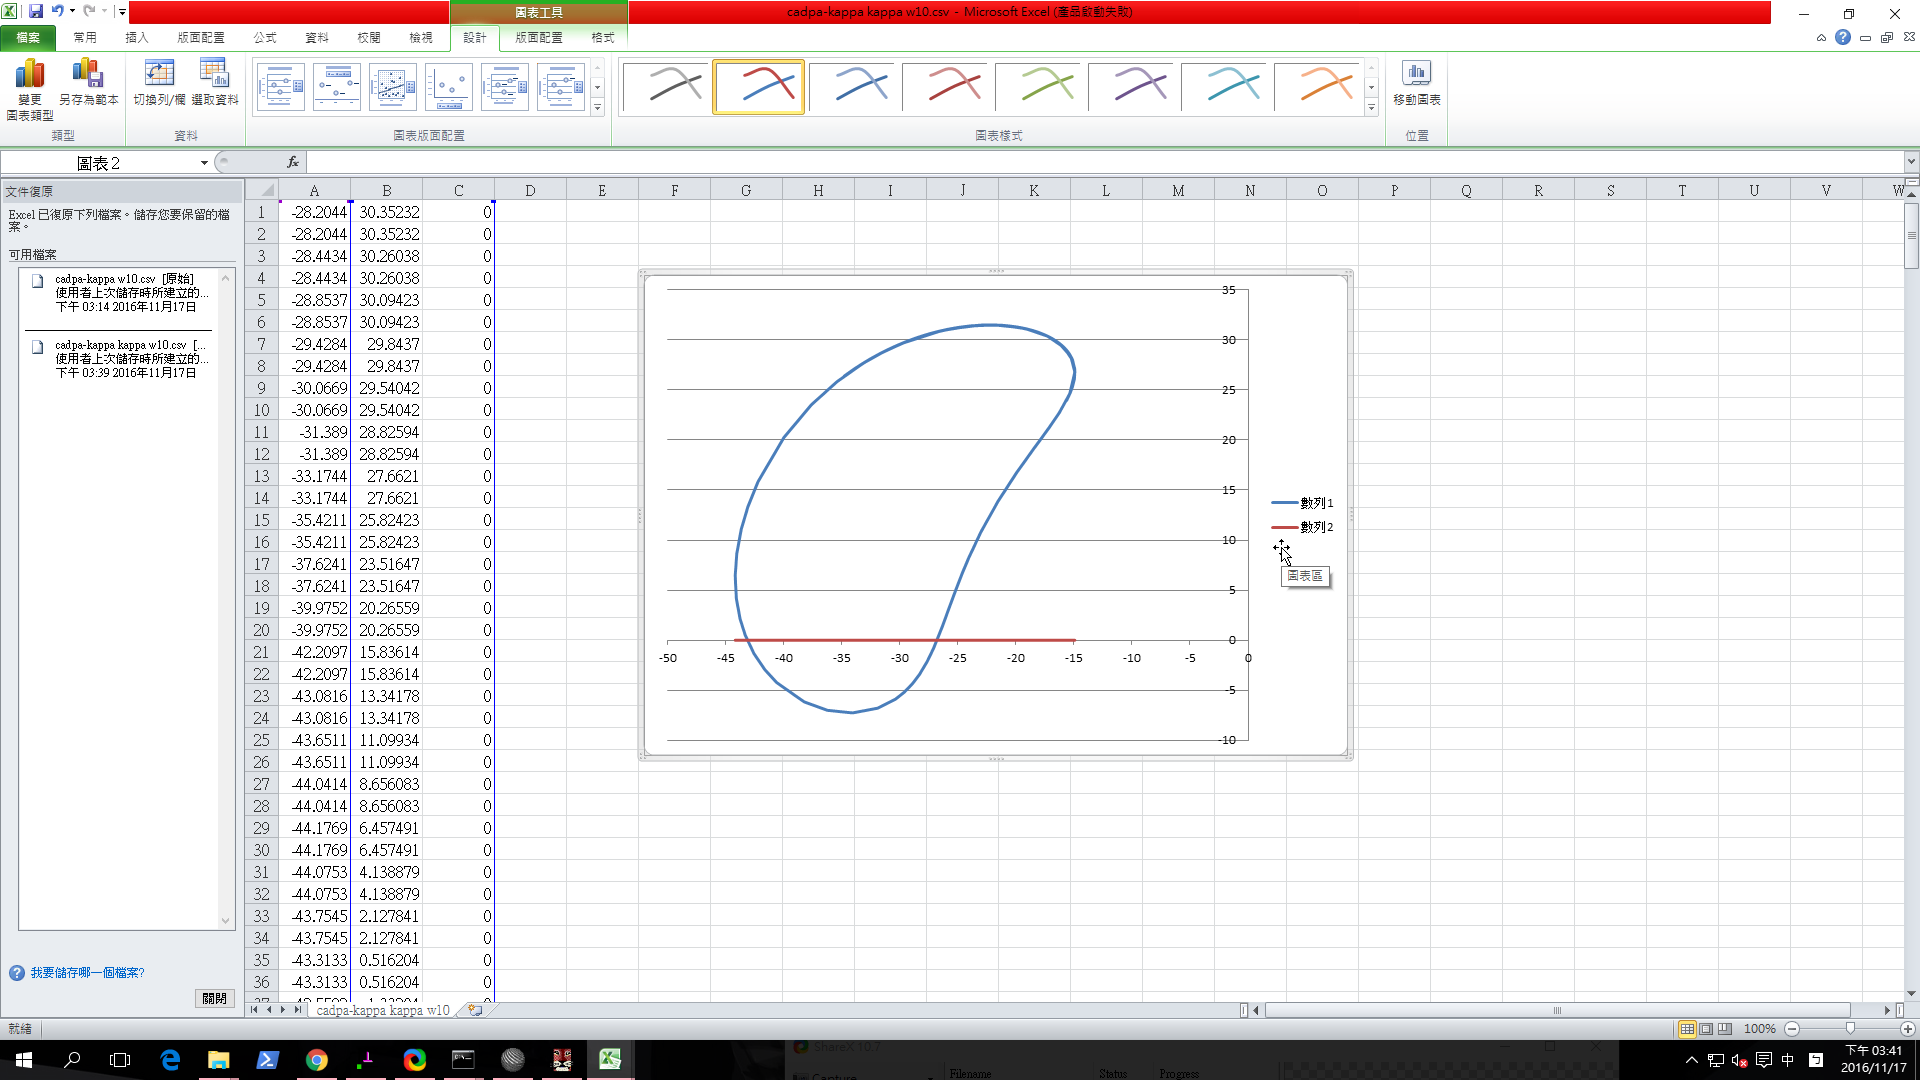 圖表工具
cadpa-kappa kappa w10.csv - Microsoft Excel (產品啟動失敗)
檔案 常用 插入 版面配置 公式 資料 校閱 檢視 設計 版面配置 格式
變更
圖表類型 另存為範本 切換列/欄 選取資料 移動圖表
類型 資料 圖表版面配置 圖表樣式 位置
圖表 2 fx
文件復原
Excel 已復原下列檔案。儲存您要保留的檔
案。
可用檔案
cadpa-kappa w10.csv [原始]
使用者上次儲存時所建立的...
下午 03:14 2016年11月17日
cadpa-kappa kappa w10.csv [...
使用者上次儲存時所建立的...
下午 03:39 2016年11月17日
我要儲存哪一個檔案?
關閉
A B C D E F G H I J K L M N O P Q R S T U V W
1 -28.2044 30.35232 0
2 -28.2044 30.35232 0
3 -28.4434 30.26038 0
4 -28.4434 30.26038 0
5 -28.8537 30.09423 0
6 -28.8537 30.09423 0
7 -29.4284 29.8437 0
8 -29.4284 29.8437 0
9 -30.0669 29.54042 0
10 -30.0669 29.54042 0
11 -31.389 28.82594 0
12 -31.389 28.82594 0
13 -33.1744 27.6621 0
14 -33.1744 27.6621 0
15 -35.4211 25.82423 0
16 -35.4211 25.82423 0
17 -37.6241 23.51647 0
18 -37.6241 23.51647 0
19 -39.9752 20.26559 0
20 -39.9752 20.26559 0
21 -42.2097 15.83614 0
22 -42.2097 15.83614 0
23 -43.0816 13.34178 0
24 -43.0816 13.34178 0
25 -43.6511 11.09934 0
26 -43.6511 11.09934 0
27 -44.0414 8.656083 0
28 -44.0414 8.656083 0
29 -44.1769 6.457491 0
30 -44.1769 6.457491 0
31 -44.0753 4.138879 0
32 -44.0753 4.138879 0
33 -43.7545 2.127841 0
34 -43.7545 2.127841 0
35 -43.3133 0.516204 0
36 -43.3133 0.516204 0
35
30
25
20
15
10
5
0
-5
-10
-50 -45 -40 -35 -30 -25 -20 -15 -10 -5 0
數列1
數列2
圖表區
cadpa-kappa kappa w10
就緒
100%
ShareX 10.7
Capture
Filename Status Progress
中
下午 03:41
2016/11/17